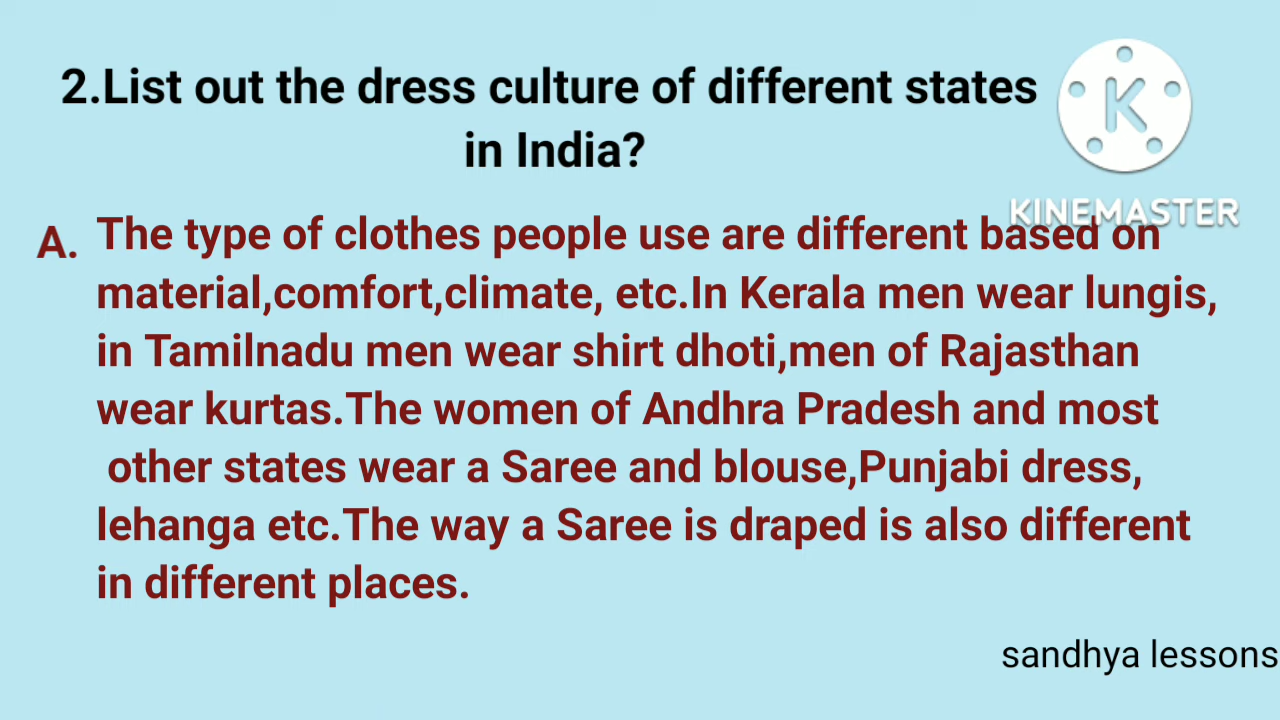 2.List out the dress culture of different states
in India?
KINEMASTER
A. The type of clothes people use are different based on
material,comfort,climate, etc.In Kerala men wear lungis,
in Tamilnadu men wear shirt dhoti,men of Rajasthan
wear kurtas.The women of Andhra Pradesh and most
other states wear a Saree and blouse,Punjabi dress,
lehanga etc.The way a Saree is draped is also different
in different places.
sandhya lessons